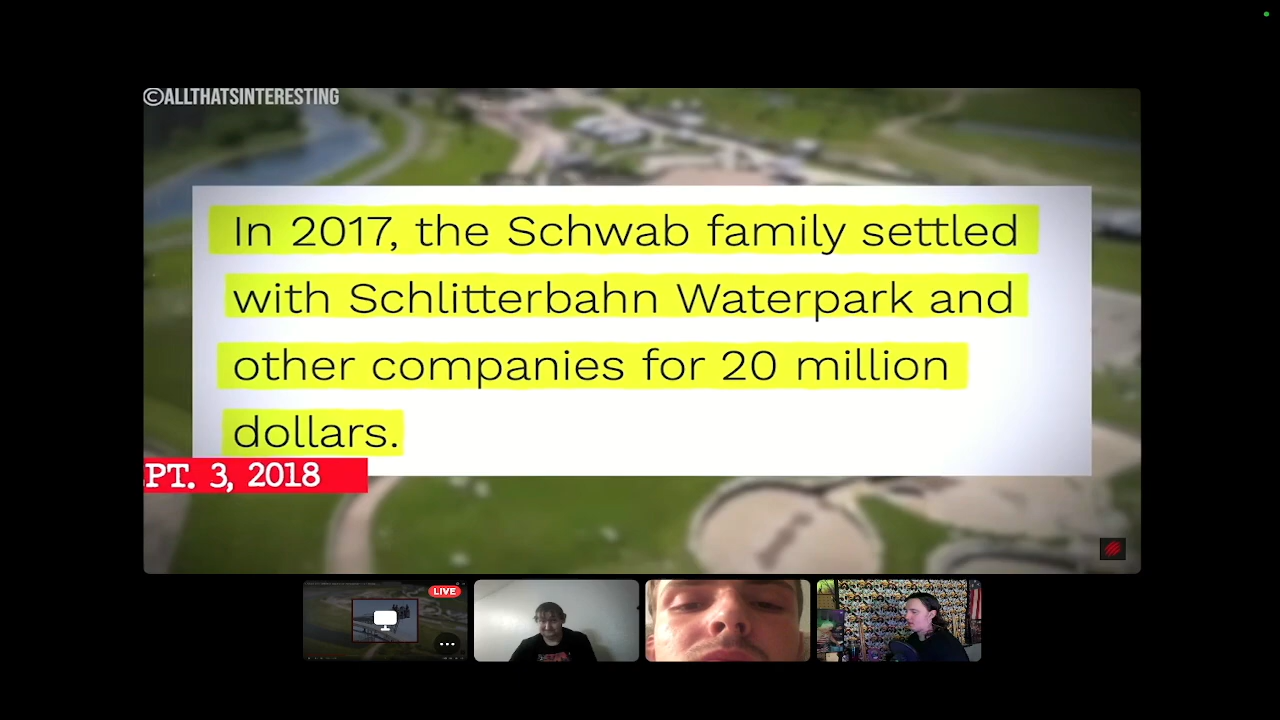 ©ALLTHATSINTERESTING
In 2017, the Schwab family settled
with Schlitterbahn Waterpark and
other companies for 20 million
dollars.
PT. 3, 2018
LIVE